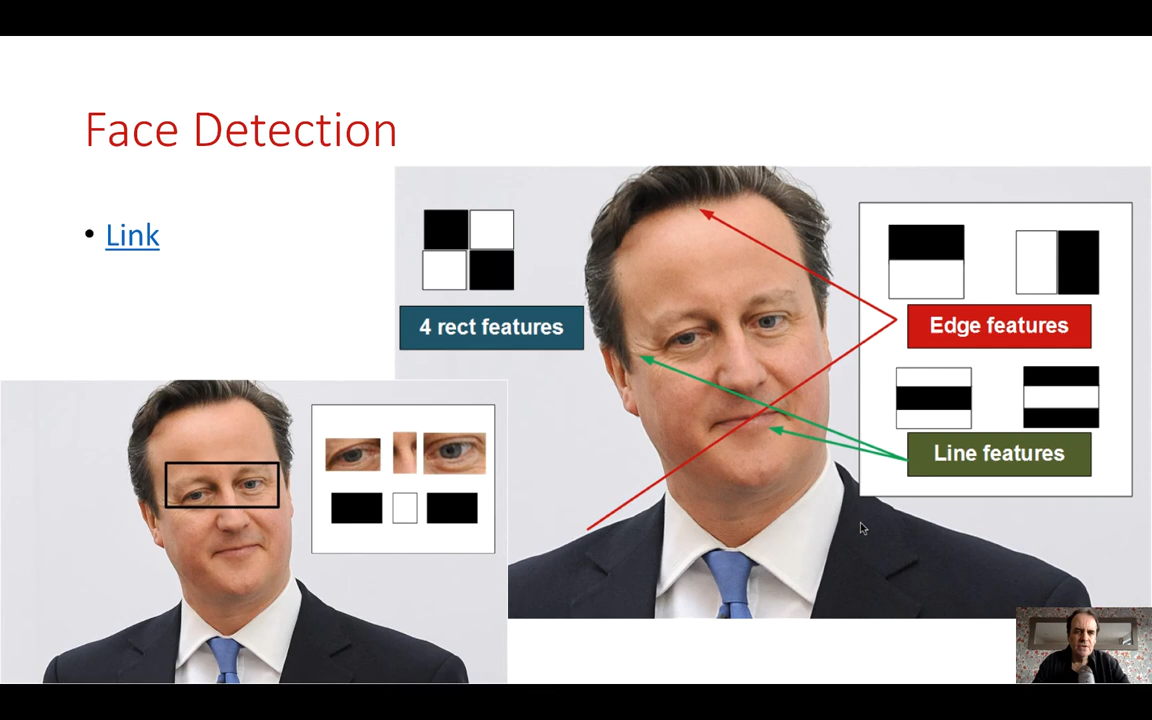 Face Detection
• Link
4 rect features
Edge features
Line features